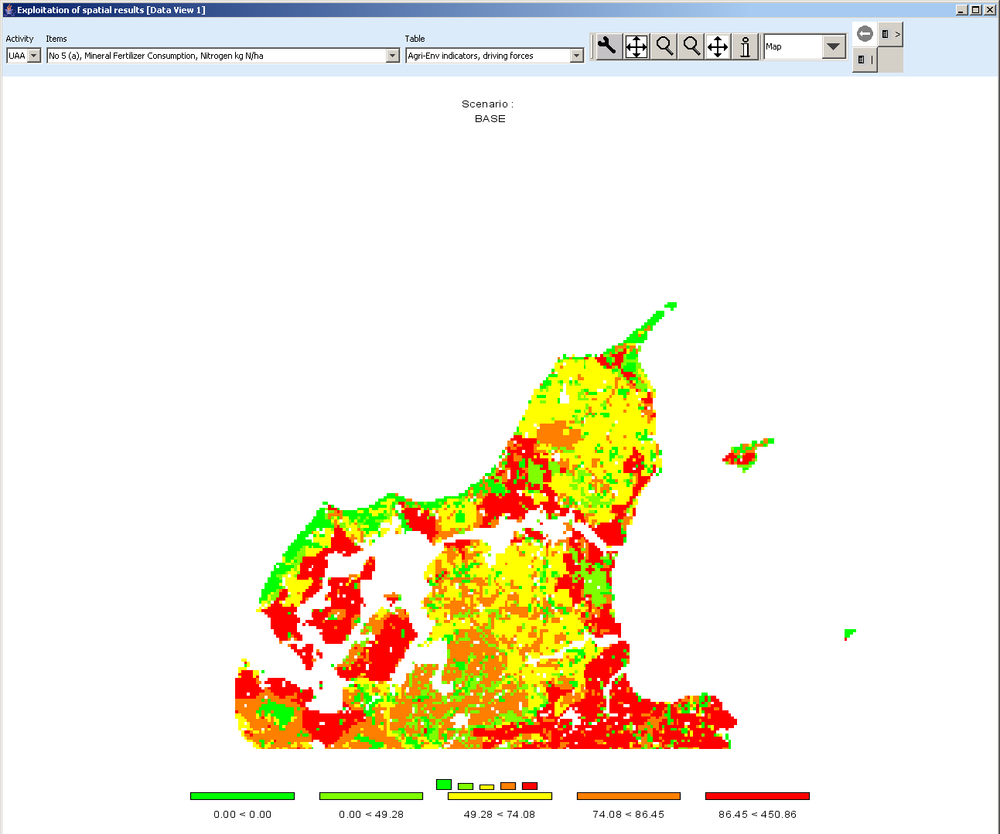 Exploitation of spatial results [Data View 1]
Activity
Items
Table
UAA
No 5 (a), Mineral Fertilizer Consumption, Nitrogen kg N/ha
Agri-Env indicators, driving forces
Map
>
Scenario :
BASE
0.00 < 0.00
0.00 < 49.28
49.28 < 74.08
74.08 < 86.45
86.45 < 450.86